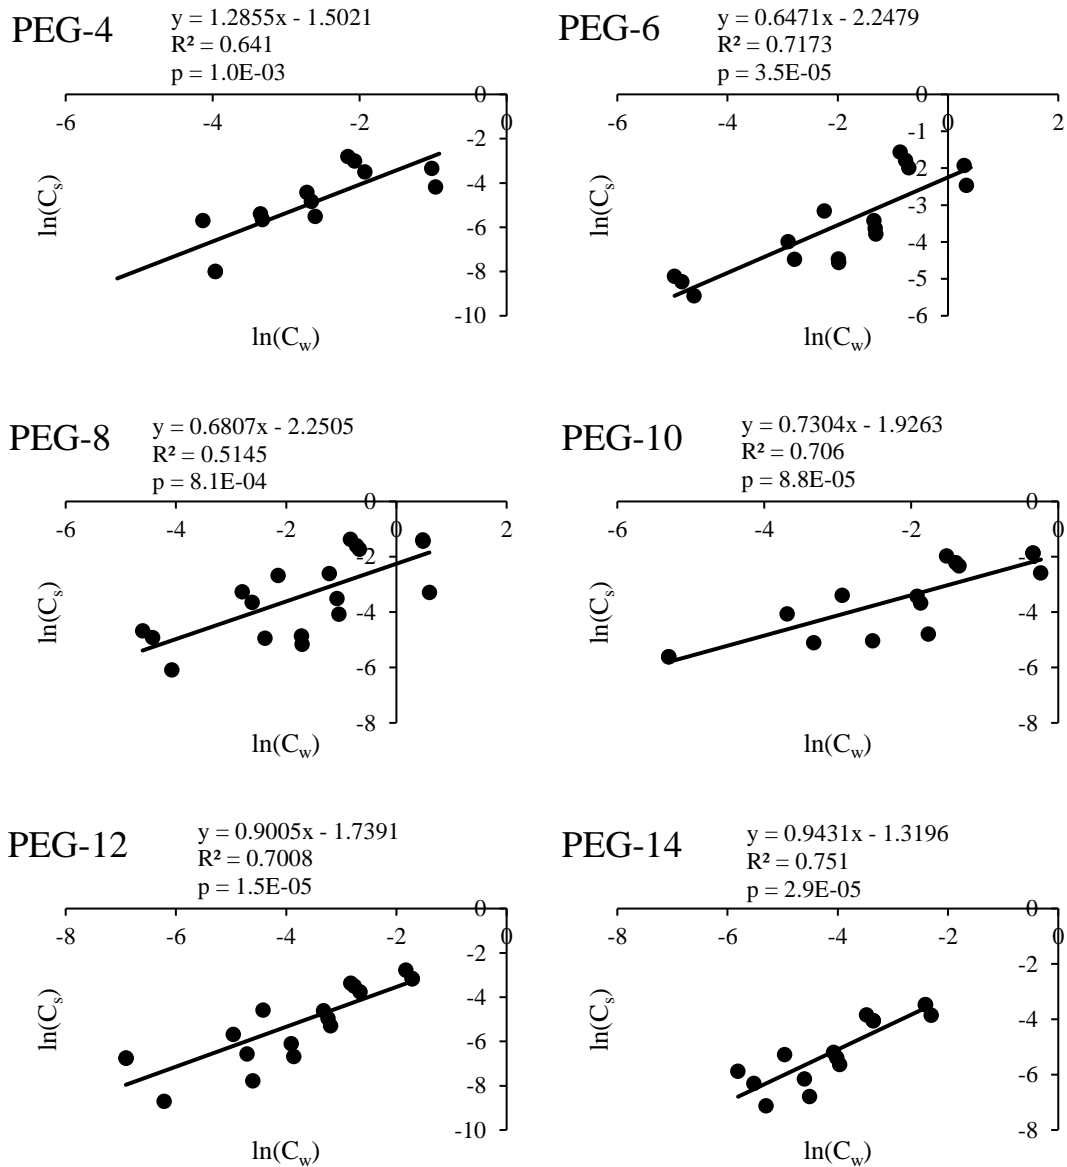 PEG-4
y = 1.2855x - 1.5021
R² = 0.641
p = 1.0E-03
-6 -4 -2 0
0
-2
-4
-6
-8
-10
ln(Cs)
ln(Cw)
PEG-6
y = 0.6471x - 2.2479
R² = 0.7173
p = 3.5E-05
-6 -4 -2 0 2
0
-1
-2
-3
-4
-5
-6
ln(Cs)
ln(Cw)
PEG-8
y = 0.6807x - 2.2505
R² = 0.5145
p = 8.1E-04
-6 -4 -2 0 2
0
-2
-4
-6
-8
ln(Cs)
ln(Cw)
PEG-10
y = 0.7304x - 1.9263
R² = 0.706
p = 8.8E-05
-4 -2 0
0
-2
-4
-6
-8
ln(Cs)
ln(Cw)
PEG-12
y = 0.9005x - 1.7391
R² = 0.7008
p = 1.5E-05
-8 -6 -4 -2 0
0
-2
-4
-6
-8
-10
ln(Cs)
ln(Cw)
PEG-14
y = 0.9431x - 1.3196
R² = 0.751
p = 2.9E-05
-8 -6 -4 -2 0
0
-2
-4
-6
-8
ln(Cs)
ln(Cw)